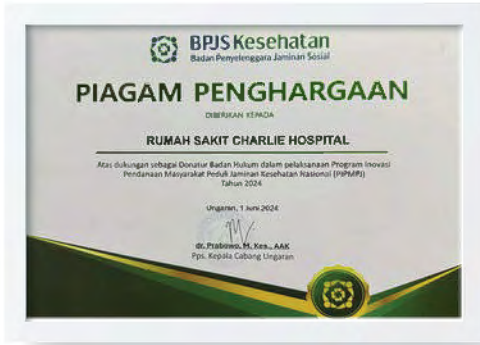 BPJS Kesehatan
Badan Penyelenggara Jaminan Sosial
PIAGAM PENGHARGAAN
DIBERIKAN KEPADA
RUMAH SAKIT CHARLIE HOSPITAL
Atas dukungan sebagai Donatur Badan Hukum dalam pelaksanaan Program Inovasi
Pendanaan Masyarakat Peduli Jaminan Kesehatan Nasional (PIPMPJ)
Tahun 2024
Ungaran, 1 Juni 2024
dr. Prabowo, M. Kes., AAK
Pps. Kepala Cabang Ungaran